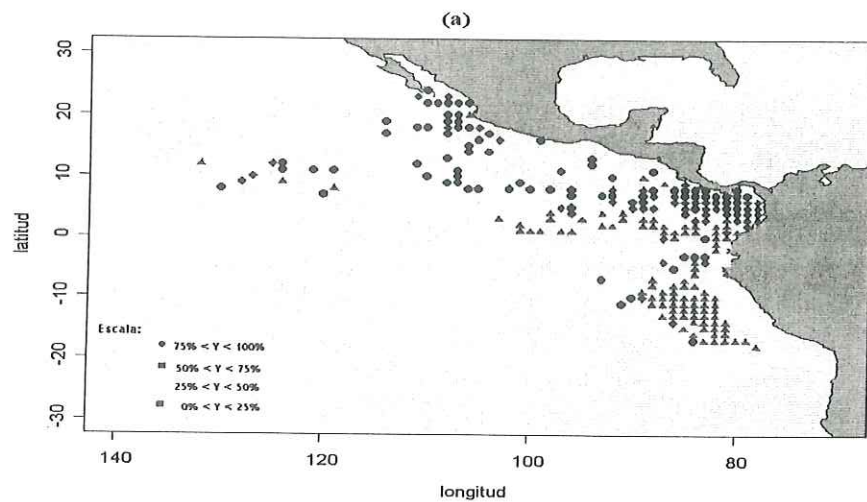 (a)
30
20
10
0
-10
-20
-30
latitud
Escala:
75% < Y < 100%
50% < Y < 75%
25% < Y < 50%
0% < Y < 25%
140 120 100 80
longitud